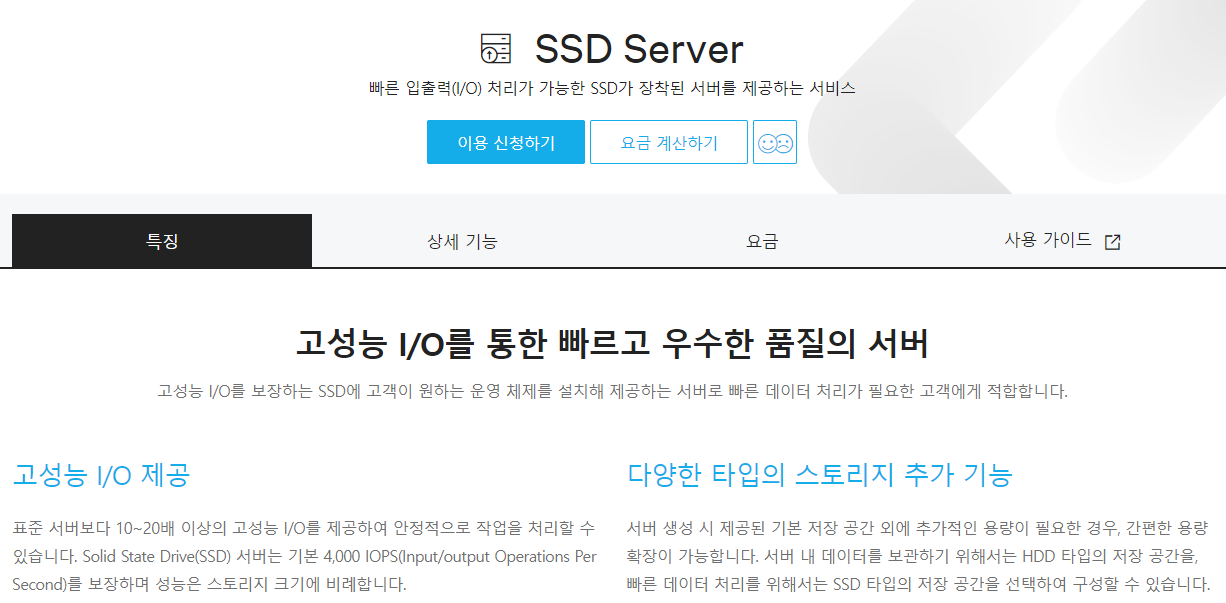 SSD Server
빠른 입출력(I/O) 처리가 가능한 SSD가 장착된 서버를 제공하는 서비스
이용 신청하기
요금 계산하기
특징
상세 기능
요금
사용 가이드
고성능 I/O를 통한 빠르고 우수한 품질의 서버
고성능 I/O를 보장하는 SSD에 고객이 원하는 운영 체제를 설치해 제공하는 서버로 빠른 데이터 처리가 필요한 고객에게 적합합니다.
고성능 I/O 제공
표준 서버보다 10~20배 이상의 고성능 I/O를 제공하여 안정적으로 작업을 처리할 수
있습니다. Solid State Drive(SSD) 서버는 기본 4,000 IOPS(Input/output Operations Per
Second)를 보장하며 성능은 스토리지 크기에 비례합니다.
다양한 타입의 스토리지 추가 기능
서버 생성 시 제공된 기본 저장 공간 외에 추가적인 용량이 필요한 경우, 간편한 용량
확장이 가능합니다. 서버 내 데이터를 보관하기 위해서는 HDD 타입의 저장 공간을,
빠른 데이터 처리를 위해서는 SSD 타입의 저장 공간을 선택하여 구성할 수 있습니다.